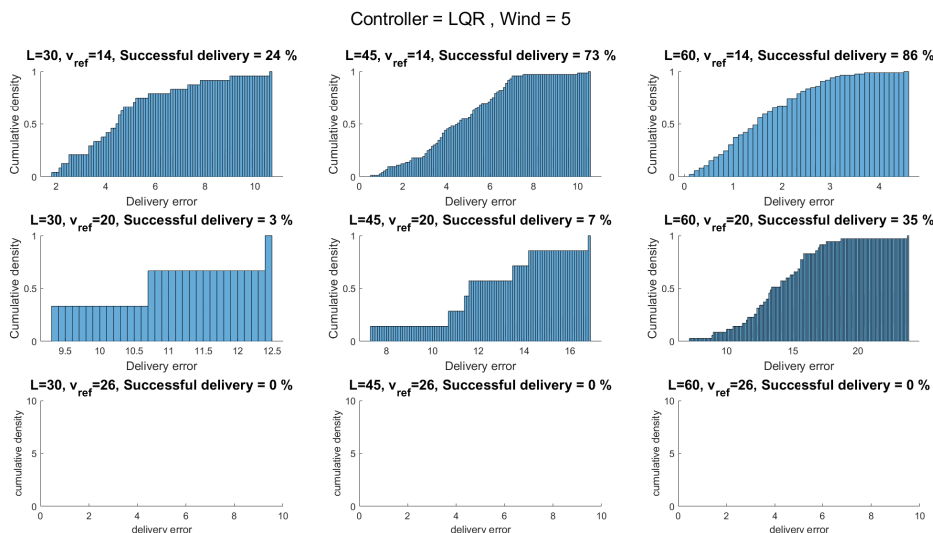 Controller = LQR , Wind = 5
L=30, vref=14, Successful delivery = 24 %
Cumulative density
1
0.5
0
2 4 6 8 10
Delivery error
L=45, vref=14, Successful delivery = 73 %
Cumulative density
1
0.5
0
2 4 6 8 10
Delivery error
L=60, vref=14, Successful delivery = 86 %
Cumulative density
1
0.5
0
0 1 2 3 4
Delivery error
L=30, vref=20, Successful delivery = 3 %
Cumulative density
1
0.5
0
9.5 10 10.5 11 11.5 12 12.5
Delivery error
L=45, vref=20, Successful delivery = 7 %
Cumulative density
1
0.5
0
8 10 12 14 16
Delivery error
L=60, vref=20, Successful delivery = 35 %
Cumulative density
1
0.5
0
10 15 20
Delivery error
L=30, vref=26, Successful delivery = 0 %
cumulative density
10
5
0
0 2 4 6 8 10
delivery error
L=45, vref=26, Successful delivery = 0 %
cumulative density
10
5
0
0 2 4 6 8 10
delivery error
L=60, vref=26, Successful delivery = 0 %
cumulative density
10
5
0
0 2 4 6 8 10
delivery error